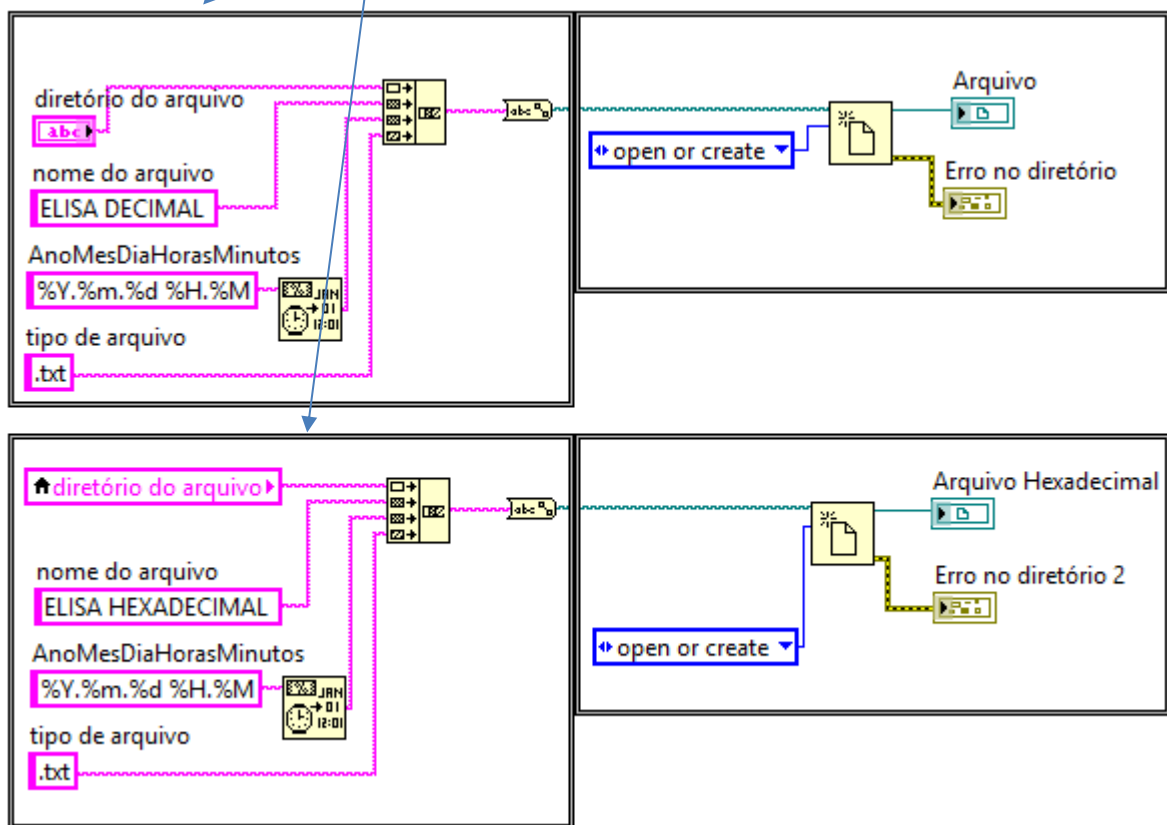 Arquivo
diretório do arquivo
abc
open or create
nome do arquivo
Erro no diretório
ELISA DECIMAL
AnoMesDiaHorasMinutos
%Y.%m.%d %H.%M
JAN
01
12:01
tipo de arquivo
.txt
diretório do arquivo
Arquivo Hexadecimal
nome do arquivo
Erro no diretório 2
ELISA HEXADECIMAL
open or create
AnoMesDiaHorasMinutos
%Y.%m.%d %H.%M
JAN
01
12:01
tipo de arquivo
.txt